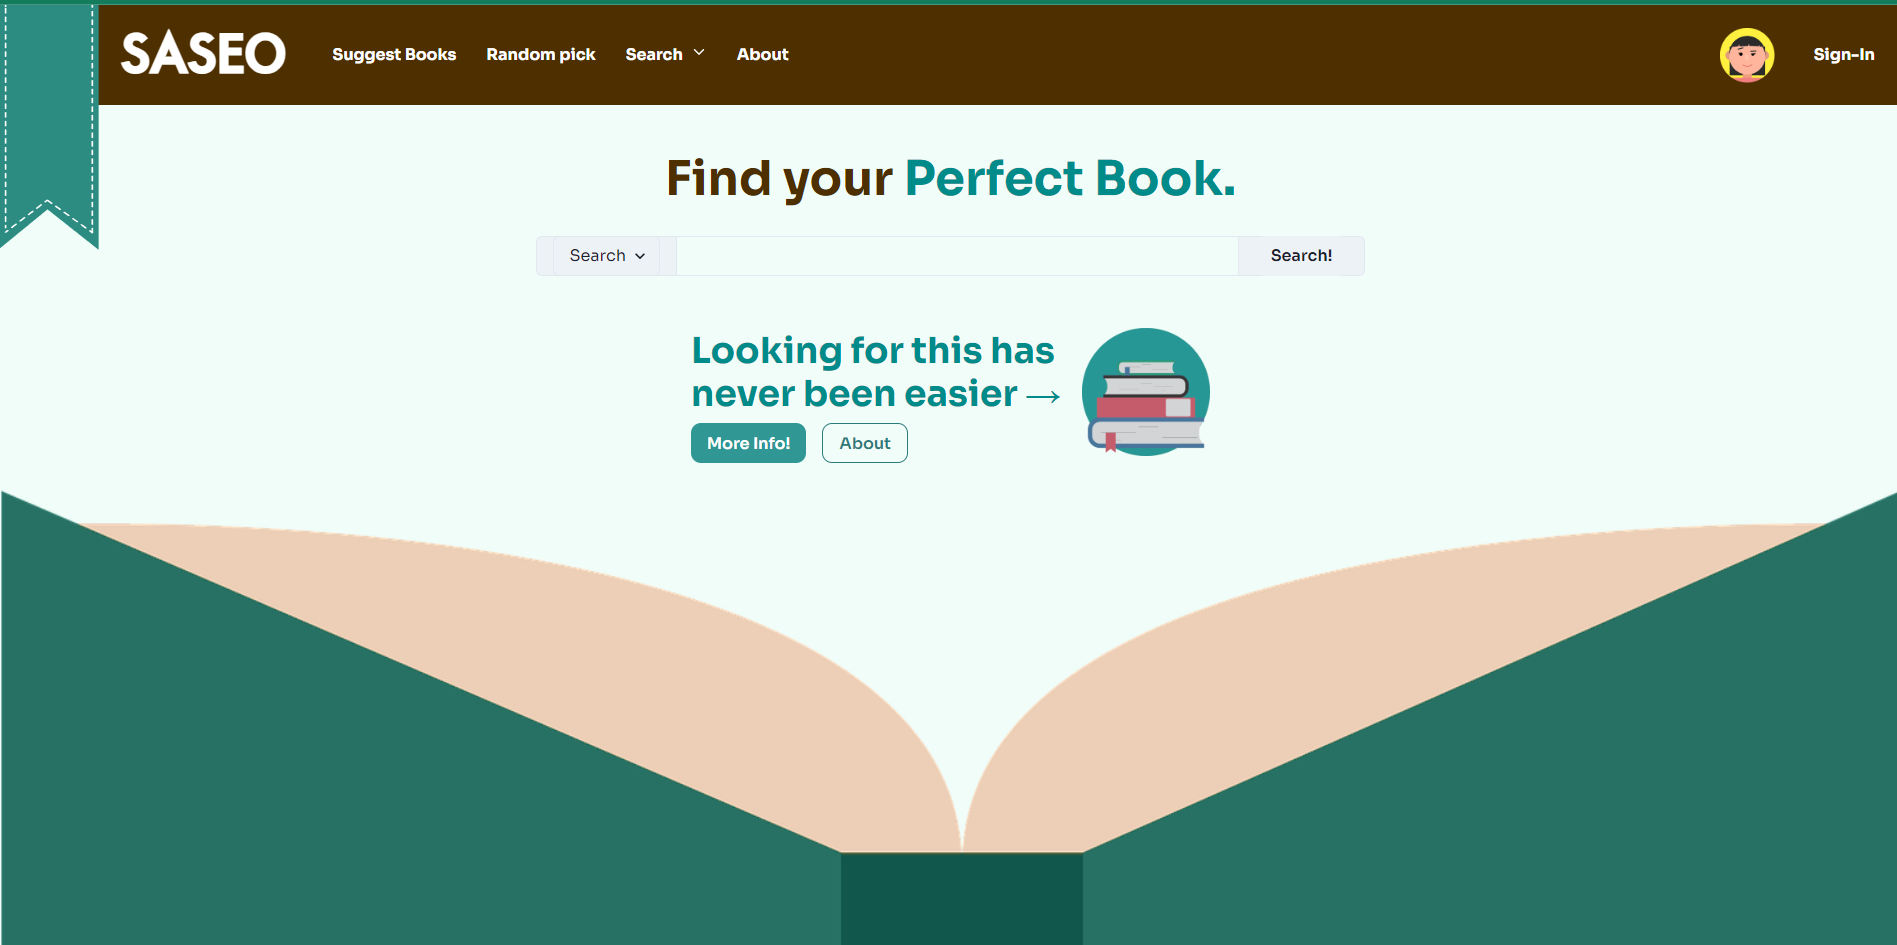 SASEO
Suggest Books
Random pick
Search
About
Sign-In
Find your Perfect Book.
Search
Search!
Looking for this has
never been easier →
More Info!
About